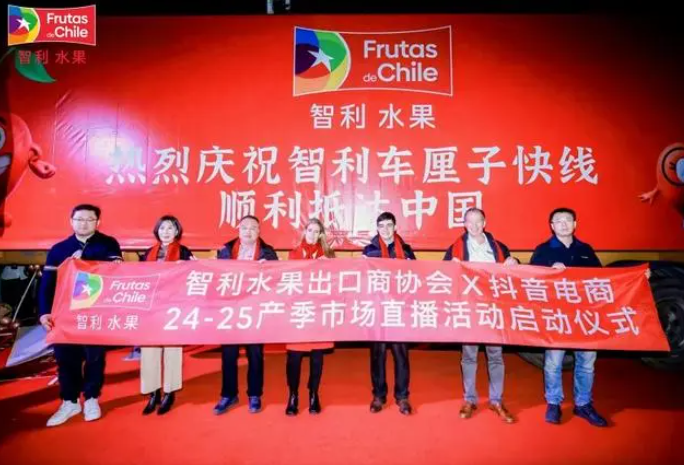 Frutas
de Chile
智利 水果
Frutas
de Chile
智利 水果
热烈庆祝智利车厘子快线
顺利抵达中国
Frutas
de Chile
智利 水果
智利水果出口商协会 X 抖音电商
24-25产季市场直播活动启动仪式